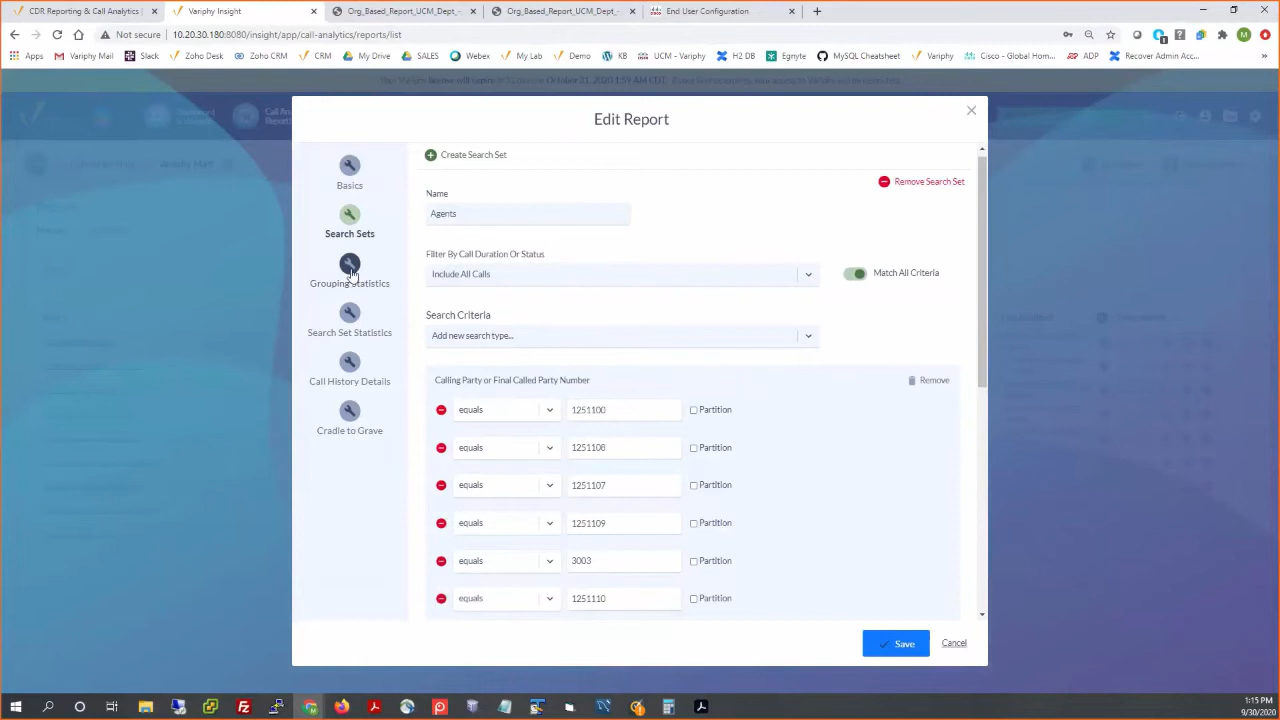 CDR Reporting & Call Analytics |
Variphy Insight
Org_Based_Report_UCM_Dept_-
Org_Based_Report_UCM_Dept_-
End User Configuration
Not secure | 10.20.30.180:8080/insight/app/call-analytics/reports/list
Apps
Variphy Mail
Slack
Zoho Desk
Zoho CRM
CRM
My Drive
SALES
Webex
My Lab
Demo
KB
UCM - Variphy
H2 DB
Egnyte
MySQL Cheatsheet
Variphy
Cisco - Global Hom...
ADP
Recover Admin Acc...
Edit Report
Basics
Search Sets
Grouping Statistics
Search Set Statistics
Call History Details
Cradle to Grave
Create Search Set
Remove Search Set
Name
Agents
Filter By Call Duration Or Status
Include All Calls
Match All Criteria
Search Criteria
Add new search type...
Calling Party or Final Called Party Number
Remove
equals 1251100 Partition
equals 1251108 Partition
equals 1251107 Partition
equals 1251109 Partition
equals 3003 Partition
equals 1251110 Partition
Save
Cancel
1:15 PM
9/30/2020